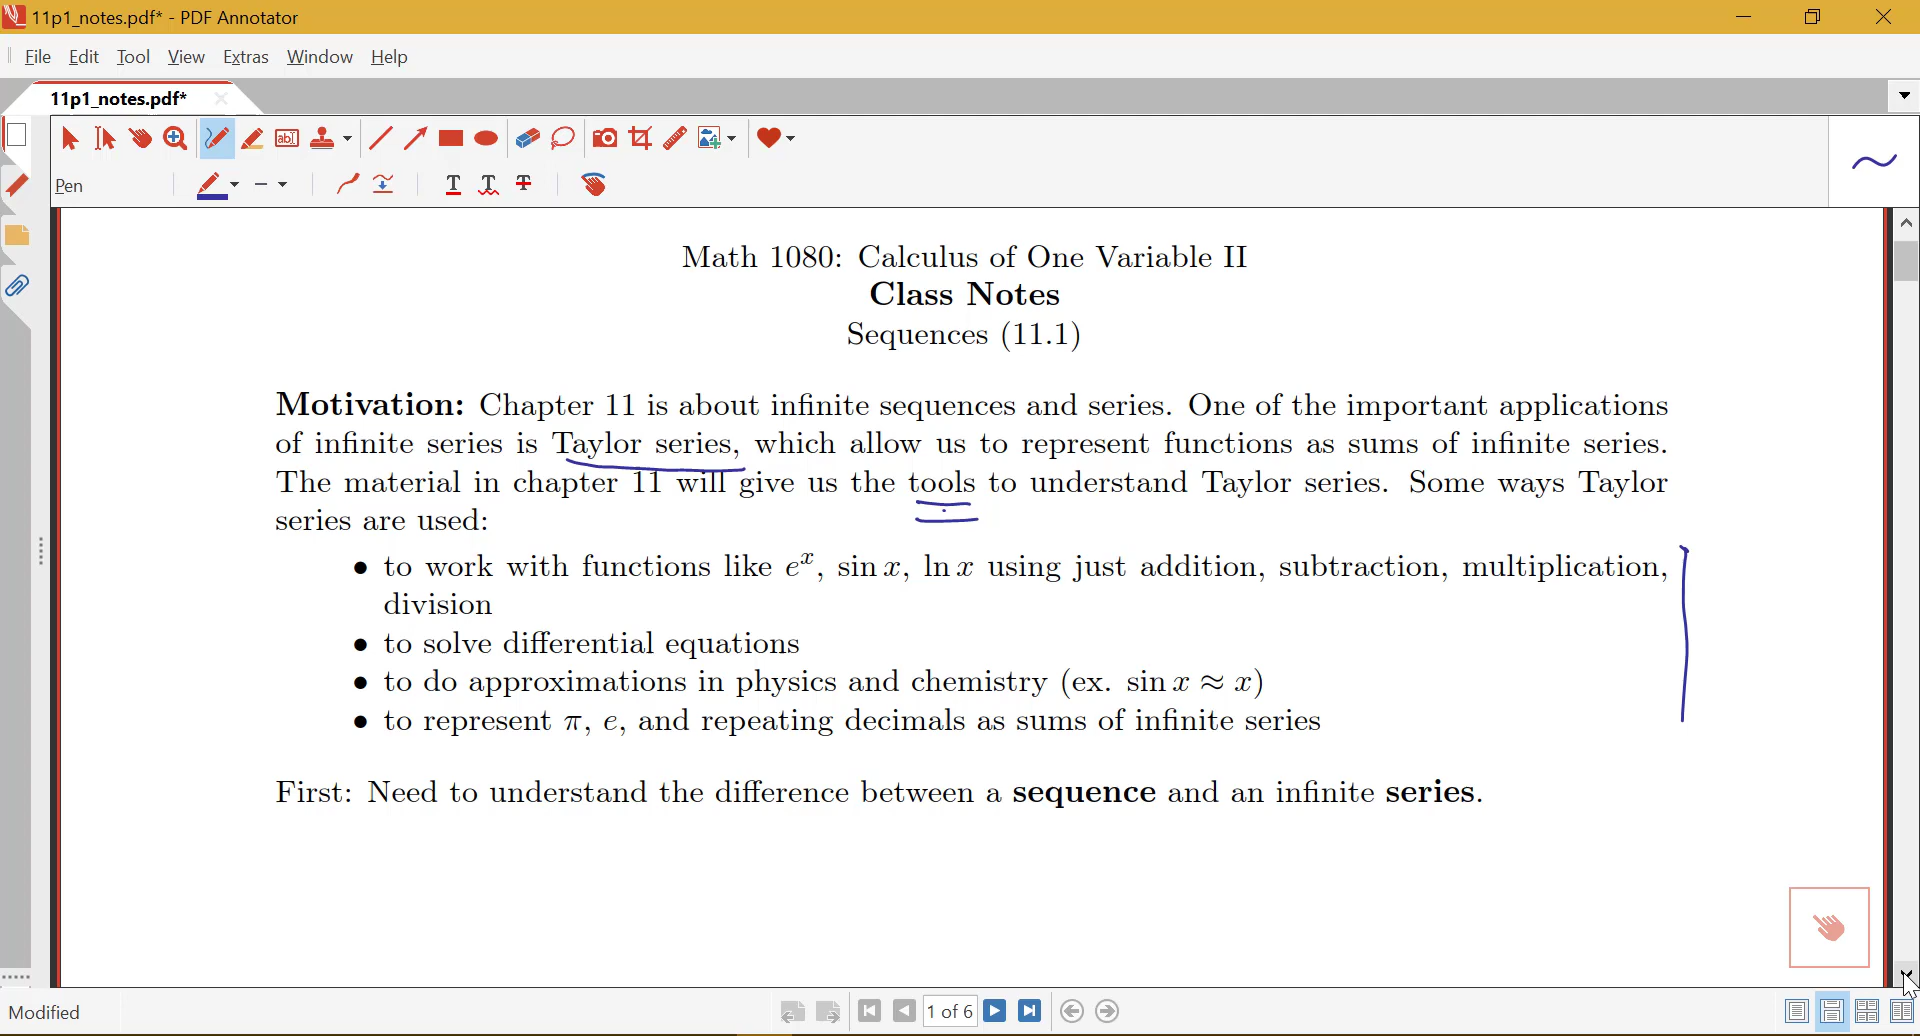 11p1_notes.pdf* - PDF Annotator
File Edit Tool View Extras Window Help
11p1_notes.pdf*
ab
Pen
T T T
Math 1080: Calculus of One Variable II
Class Notes
Sequences (11.1)
Motivation: Chapter 11 is about infinite sequences and series. One of the important applications
of infinite series is Taylor series, which allow us to represent functions as sums of infinite series.
The material in chapter 11 will give us the tools to understand Taylor series. Some ways Taylor
series are used:
• to work with functions like eˣ, sin x, ln x using just addition, subtraction, multiplication,
division
• to solve differential equations
• to do approximations in physics and chemistry (ex. sin x ≈ x)
• to represent π, e, and repeating decimals as sums of infinite series
First: Need to understand the difference between a sequence and an infinite series.
Modified
1 of 6